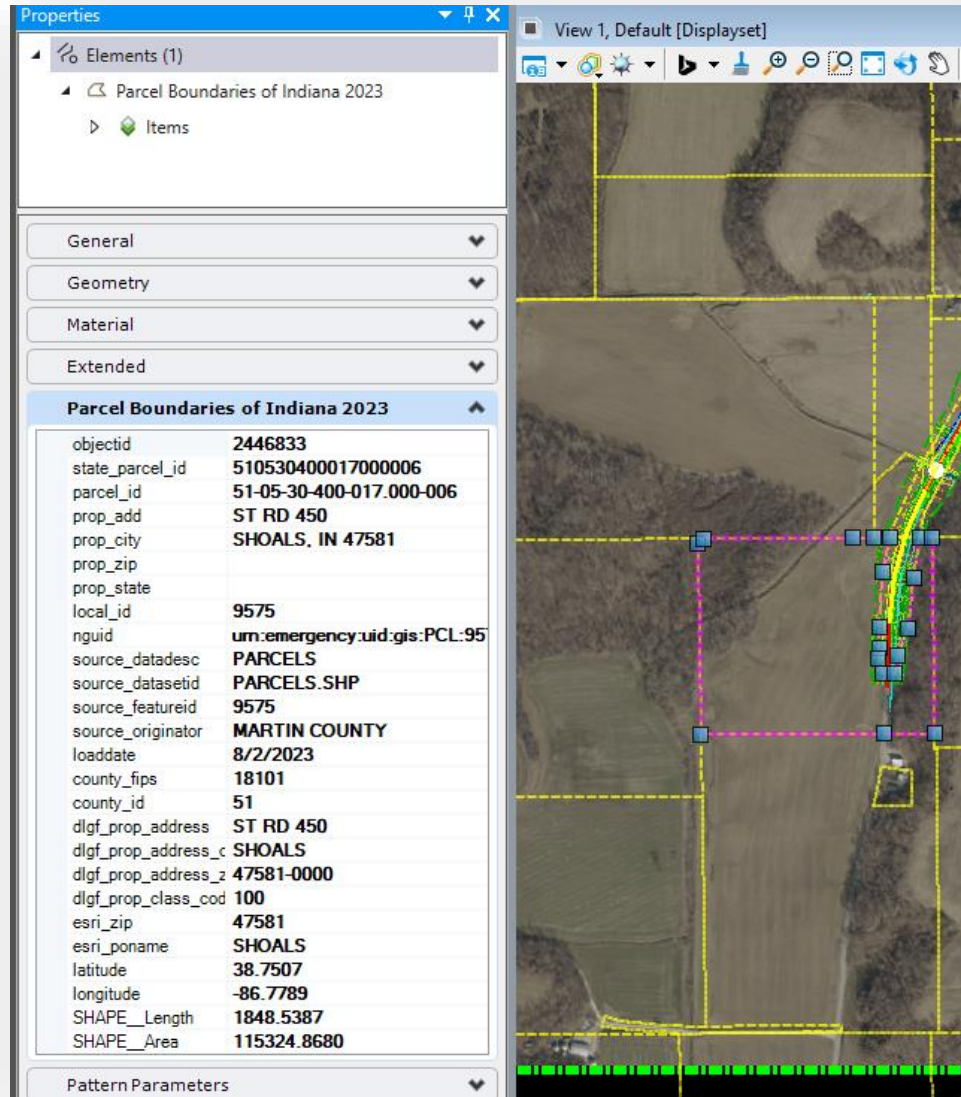 Properties
Elements (1)
Parcel Boundaries of Indiana 2023
Items
General
Geometry
Material
Extended
Parcel Boundaries of Indiana 2023
objectid 2446833
state_parcel_id 510530400017000006
parcel_id 51-05-30-400-017.000-006
prop_add ST RD 450
prop_city SHOALS, IN 47581
prop_zip
prop_state
local_id 9575
nguid urn:emergency:uid:gis:PCL:95
source_datadesc PARCELS
source_datasetid PARCELS.SHP
source_featureid 9575
source_originator MARTIN COUNTY
loaddate 8/2/2023
county_fips 18101
county_id 51
dlgf_prop_address ST RD 450
dlgf_prop_address_c SHOALS
dlgf_prop_address_z 47581-0000
dlgf_prop_class_cod 100
esri_zip 47581
esri_poname SHOALS
latitude 38.7507
longitude -86.7789
SHAPE__Length 1848.5387
SHAPE__Area 115324.8680
Pattern Parameters
View 1, Default [Displayset]